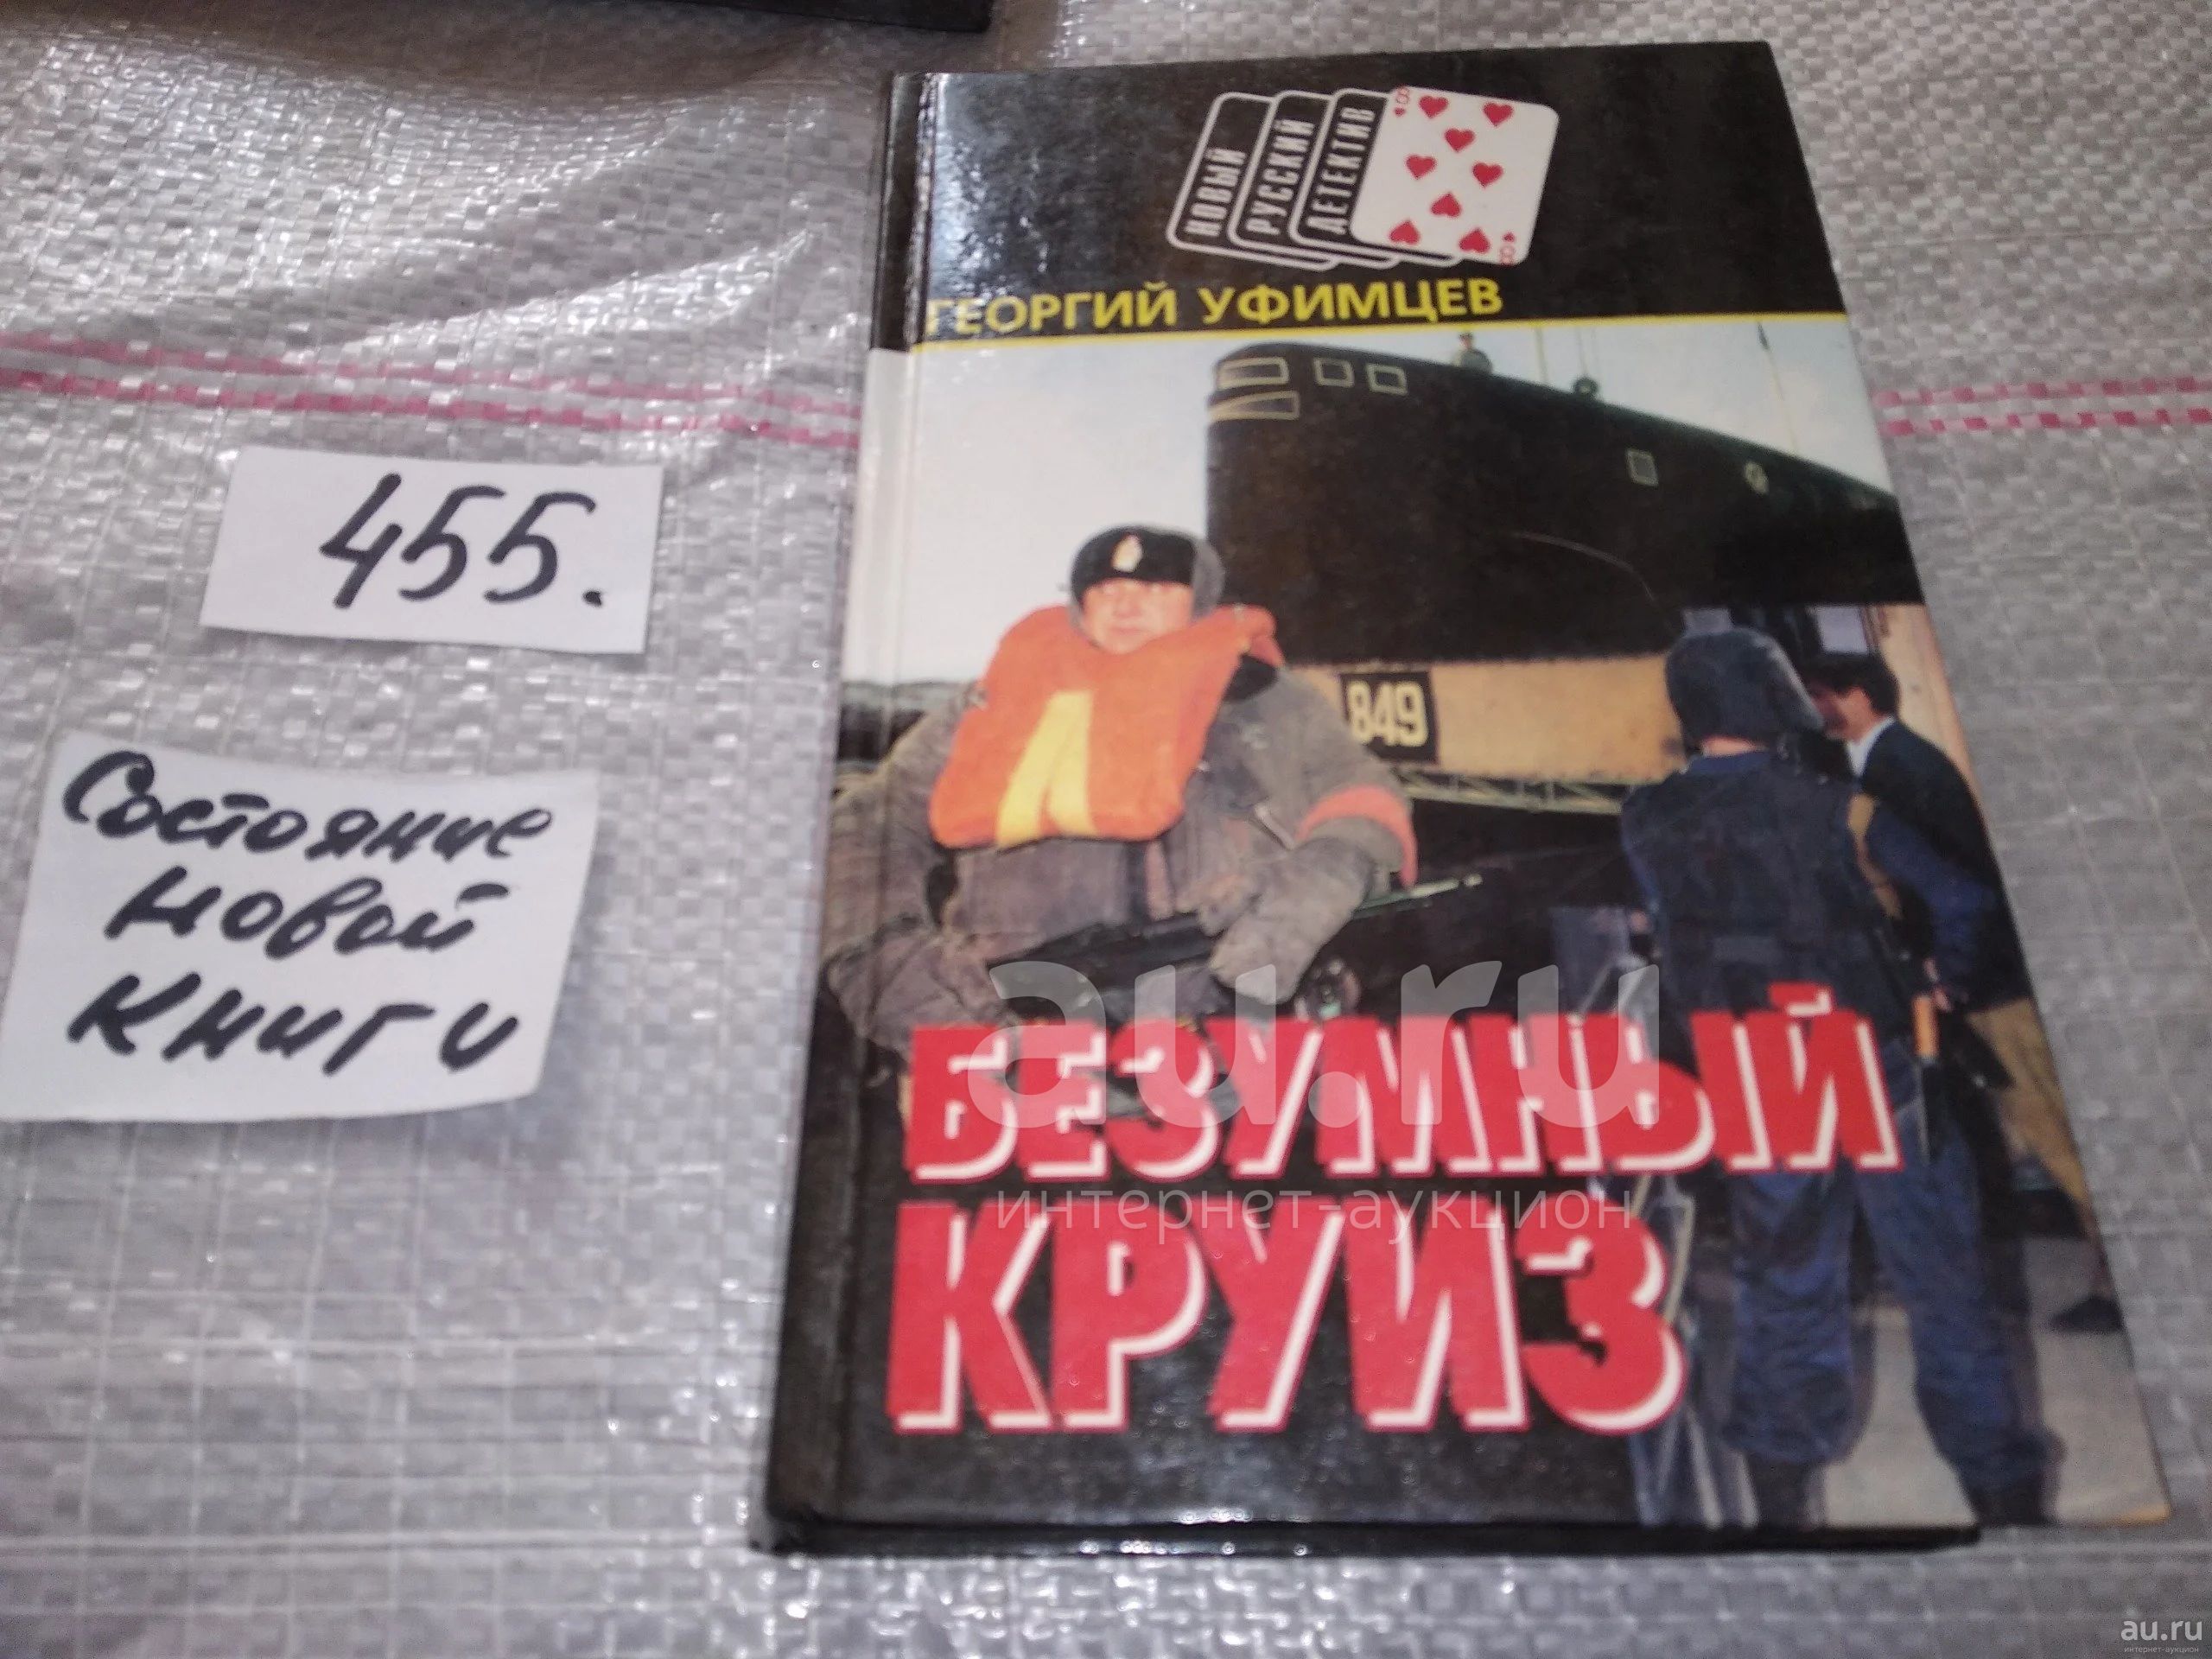 НОВЫЙ
РУССКИЙ
ДЕТЕКТИВ
8
8
ГЕОРГИЙ УФИМЦЕВ
455.
849
Л
Состояние
новой
книги
БЕЗУМНЫЙ
КРУИЗ
au.ru
интернет-аукцион
au.ru
интернет-аукцион